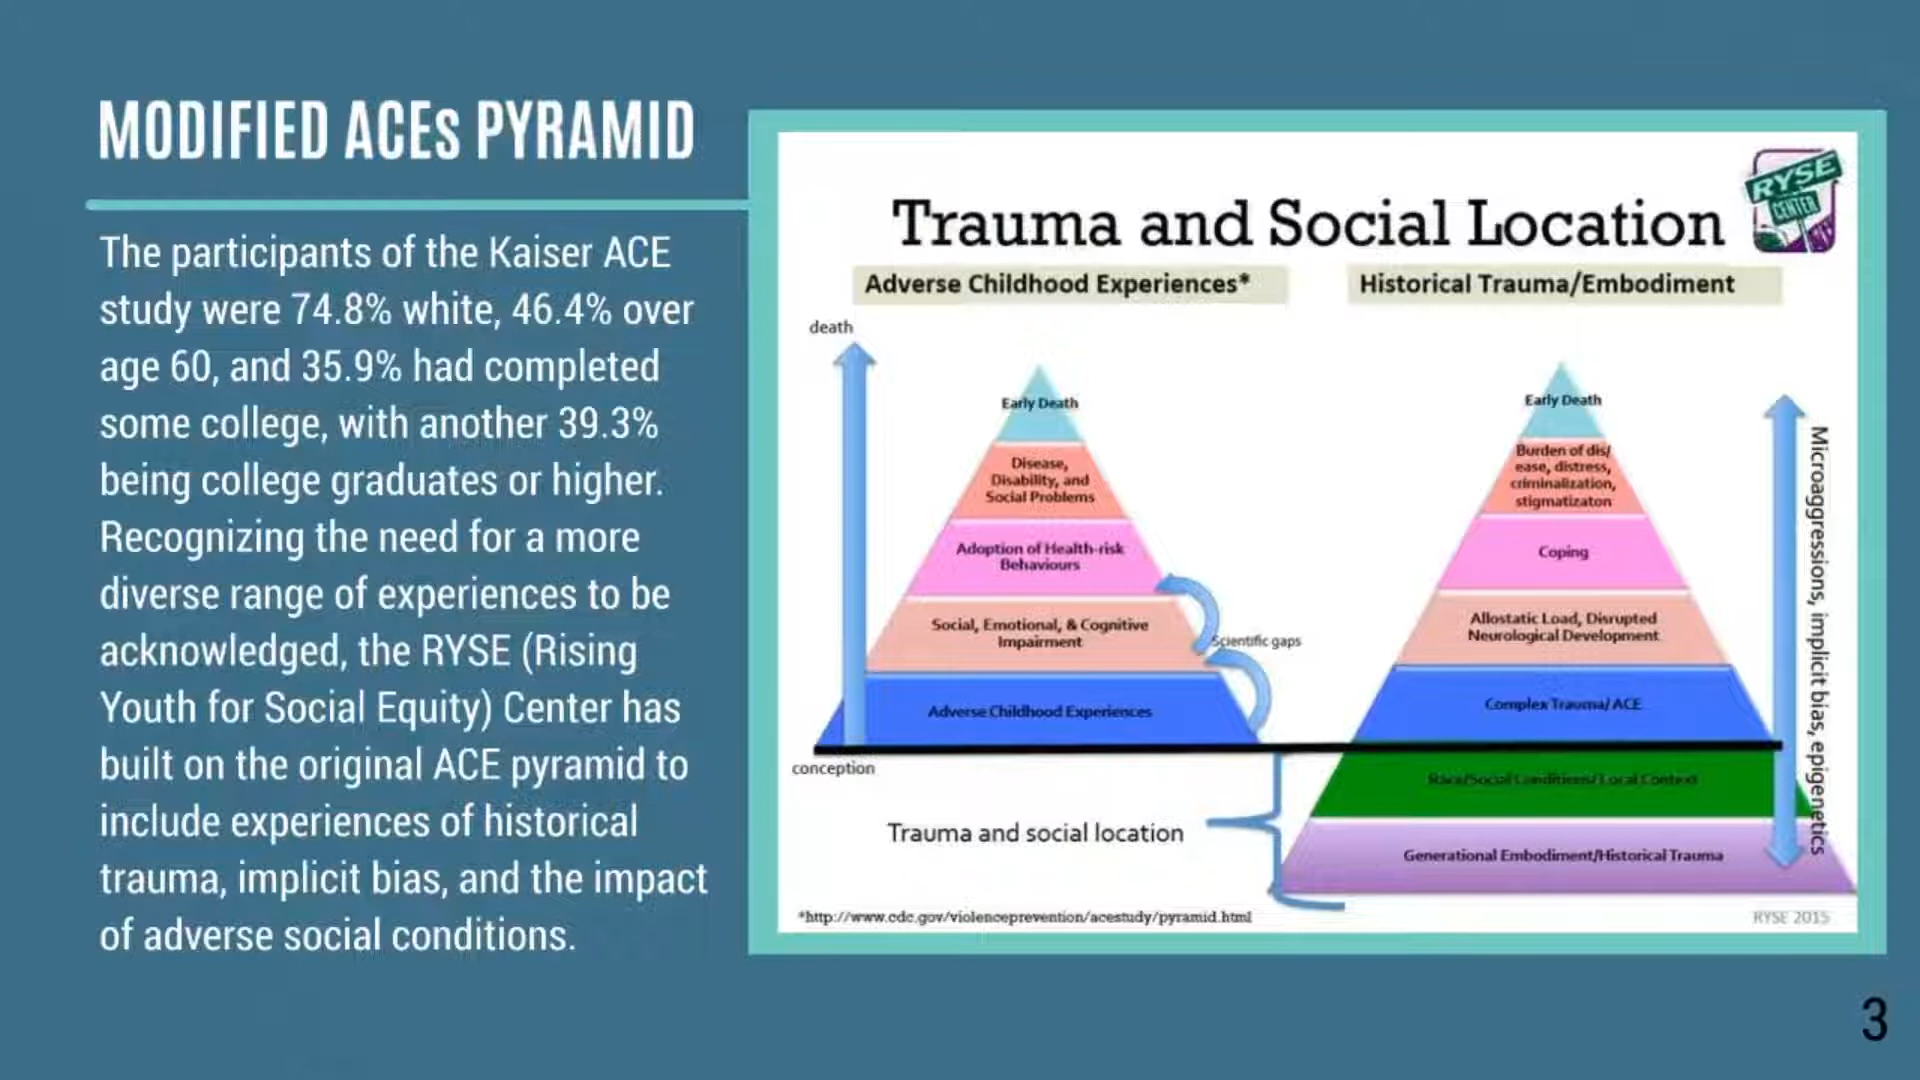 MODIFIED ACEs PYRAMID
The participants of the Kaiser ACE
study were 74.8% white, 46.4% over
age 60, and 35.9% had completed
some college, with another 39.3%
being college graduates or higher.
Recognizing the need for a more
diverse range of experiences to be
acknowledged, the RYSE (Rising
Youth for Social Equity) Center has
built on the original ACE pyramid to
include experiences of historical
trauma, implicit bias, and the impact
of adverse social conditions.
RYSE
CENTER
Trauma and Social Location
Adverse Childhood Experiences*
death
Early Death
Disease,
Disability, and
Social Problems
Adoption of Health-risk
Behaviours
Social, Emotional, & Cognitive
Impairment
Scientific gaps
Adverse Childhood Experiences
conception
Historical Trauma/Embodiment
Early Death
Burden of dis/
ease, distress,
criminalization,
stigmatizaton
Coping
Allostatic Load, Disrupted
Neurological Development
Complex Trauma/ ACE
Race/Social Conditions/ Local Context
Generational Embodiment/Historical Trauma
Microaggressions, implicit bias, epigenetics
Trauma and social location
*http://www.cdc.gov/violenceprevention/acestudy/pyramid.html
RYSE 2015
3